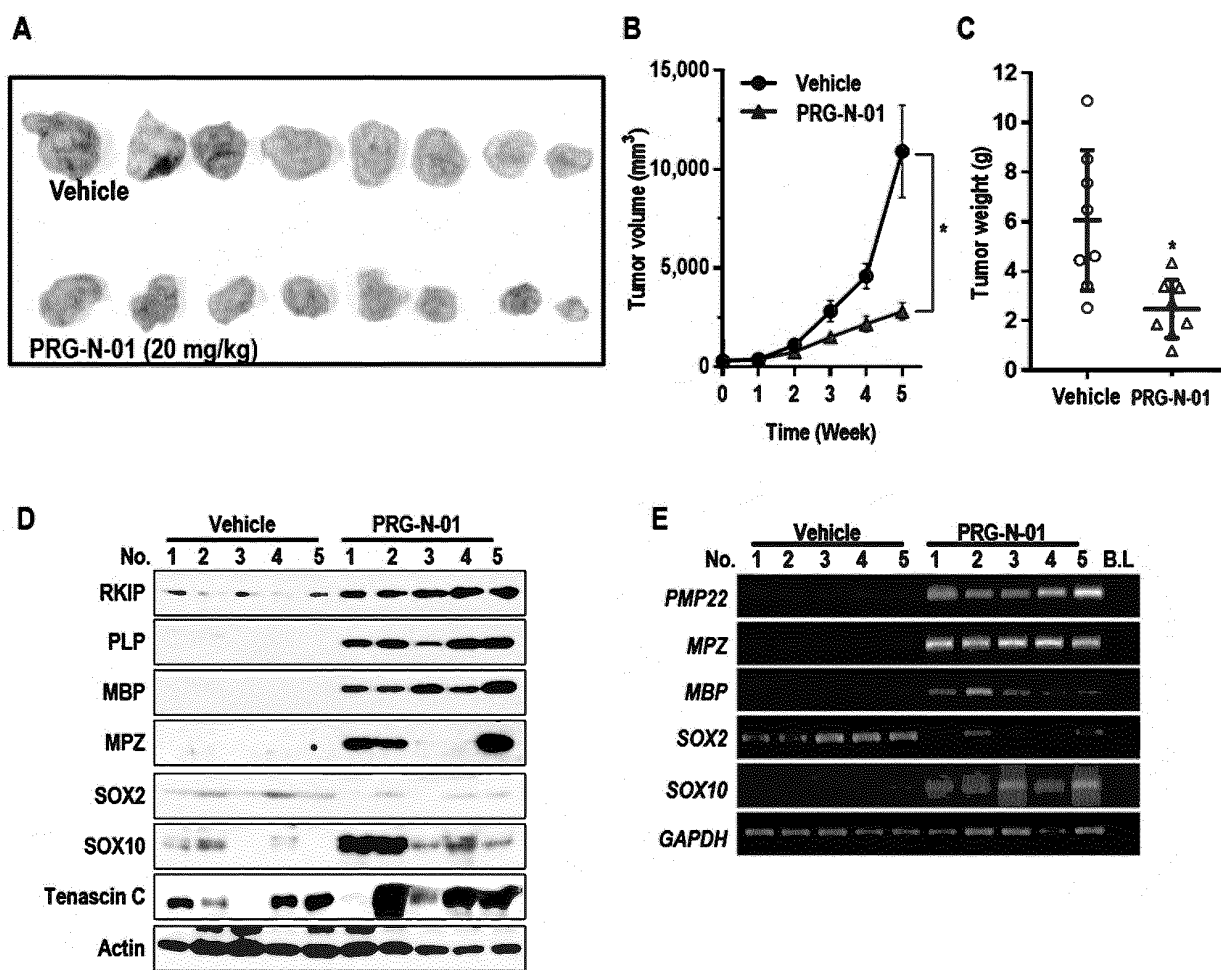 A
Vehicle
PRG-N-01 (20 mg/kg)
B
Tumor volume (mm³)
15,000
10,000
5,000
0
Vehicle
PRG-N-01
*
0 1 2 3 4 5
Time (Week)
C
Tumor weight (g)
12
10
8
6
4
2
0
*
Vehicle PRG-N-01
D
Vehicle PRG-N-01
No. 1 2 3 4 5 1 2 3 4 5
RKIP
PLP
MBP
MPZ
SOX2
SOX10
Tenascin C
Actin
E
Vehicle PRG-N-01
No. 1 2 3 4 5 1 2 3 4 5 B.L
PMP22
MPZ
MBP
SOX2
SOX10
GAPDH